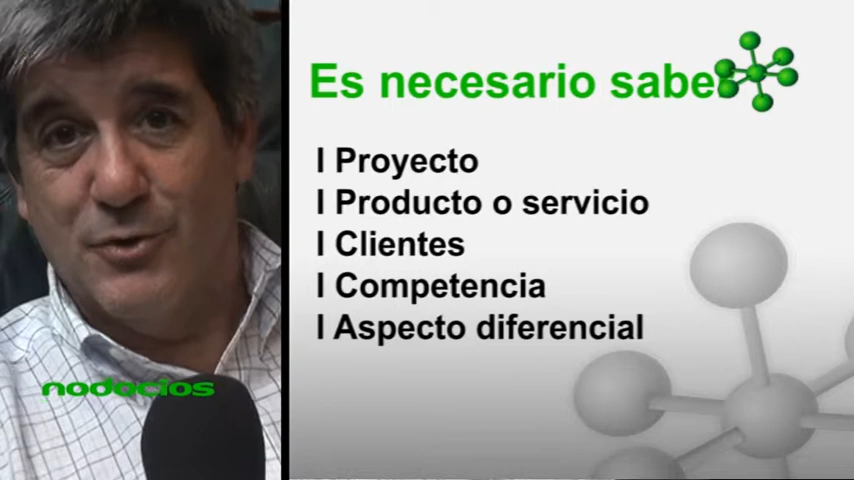 Es necesario sabe
| Proyecto
| Producto o servicio
| Clientes
| Competencia
| Aspecto diferencial
nodocios